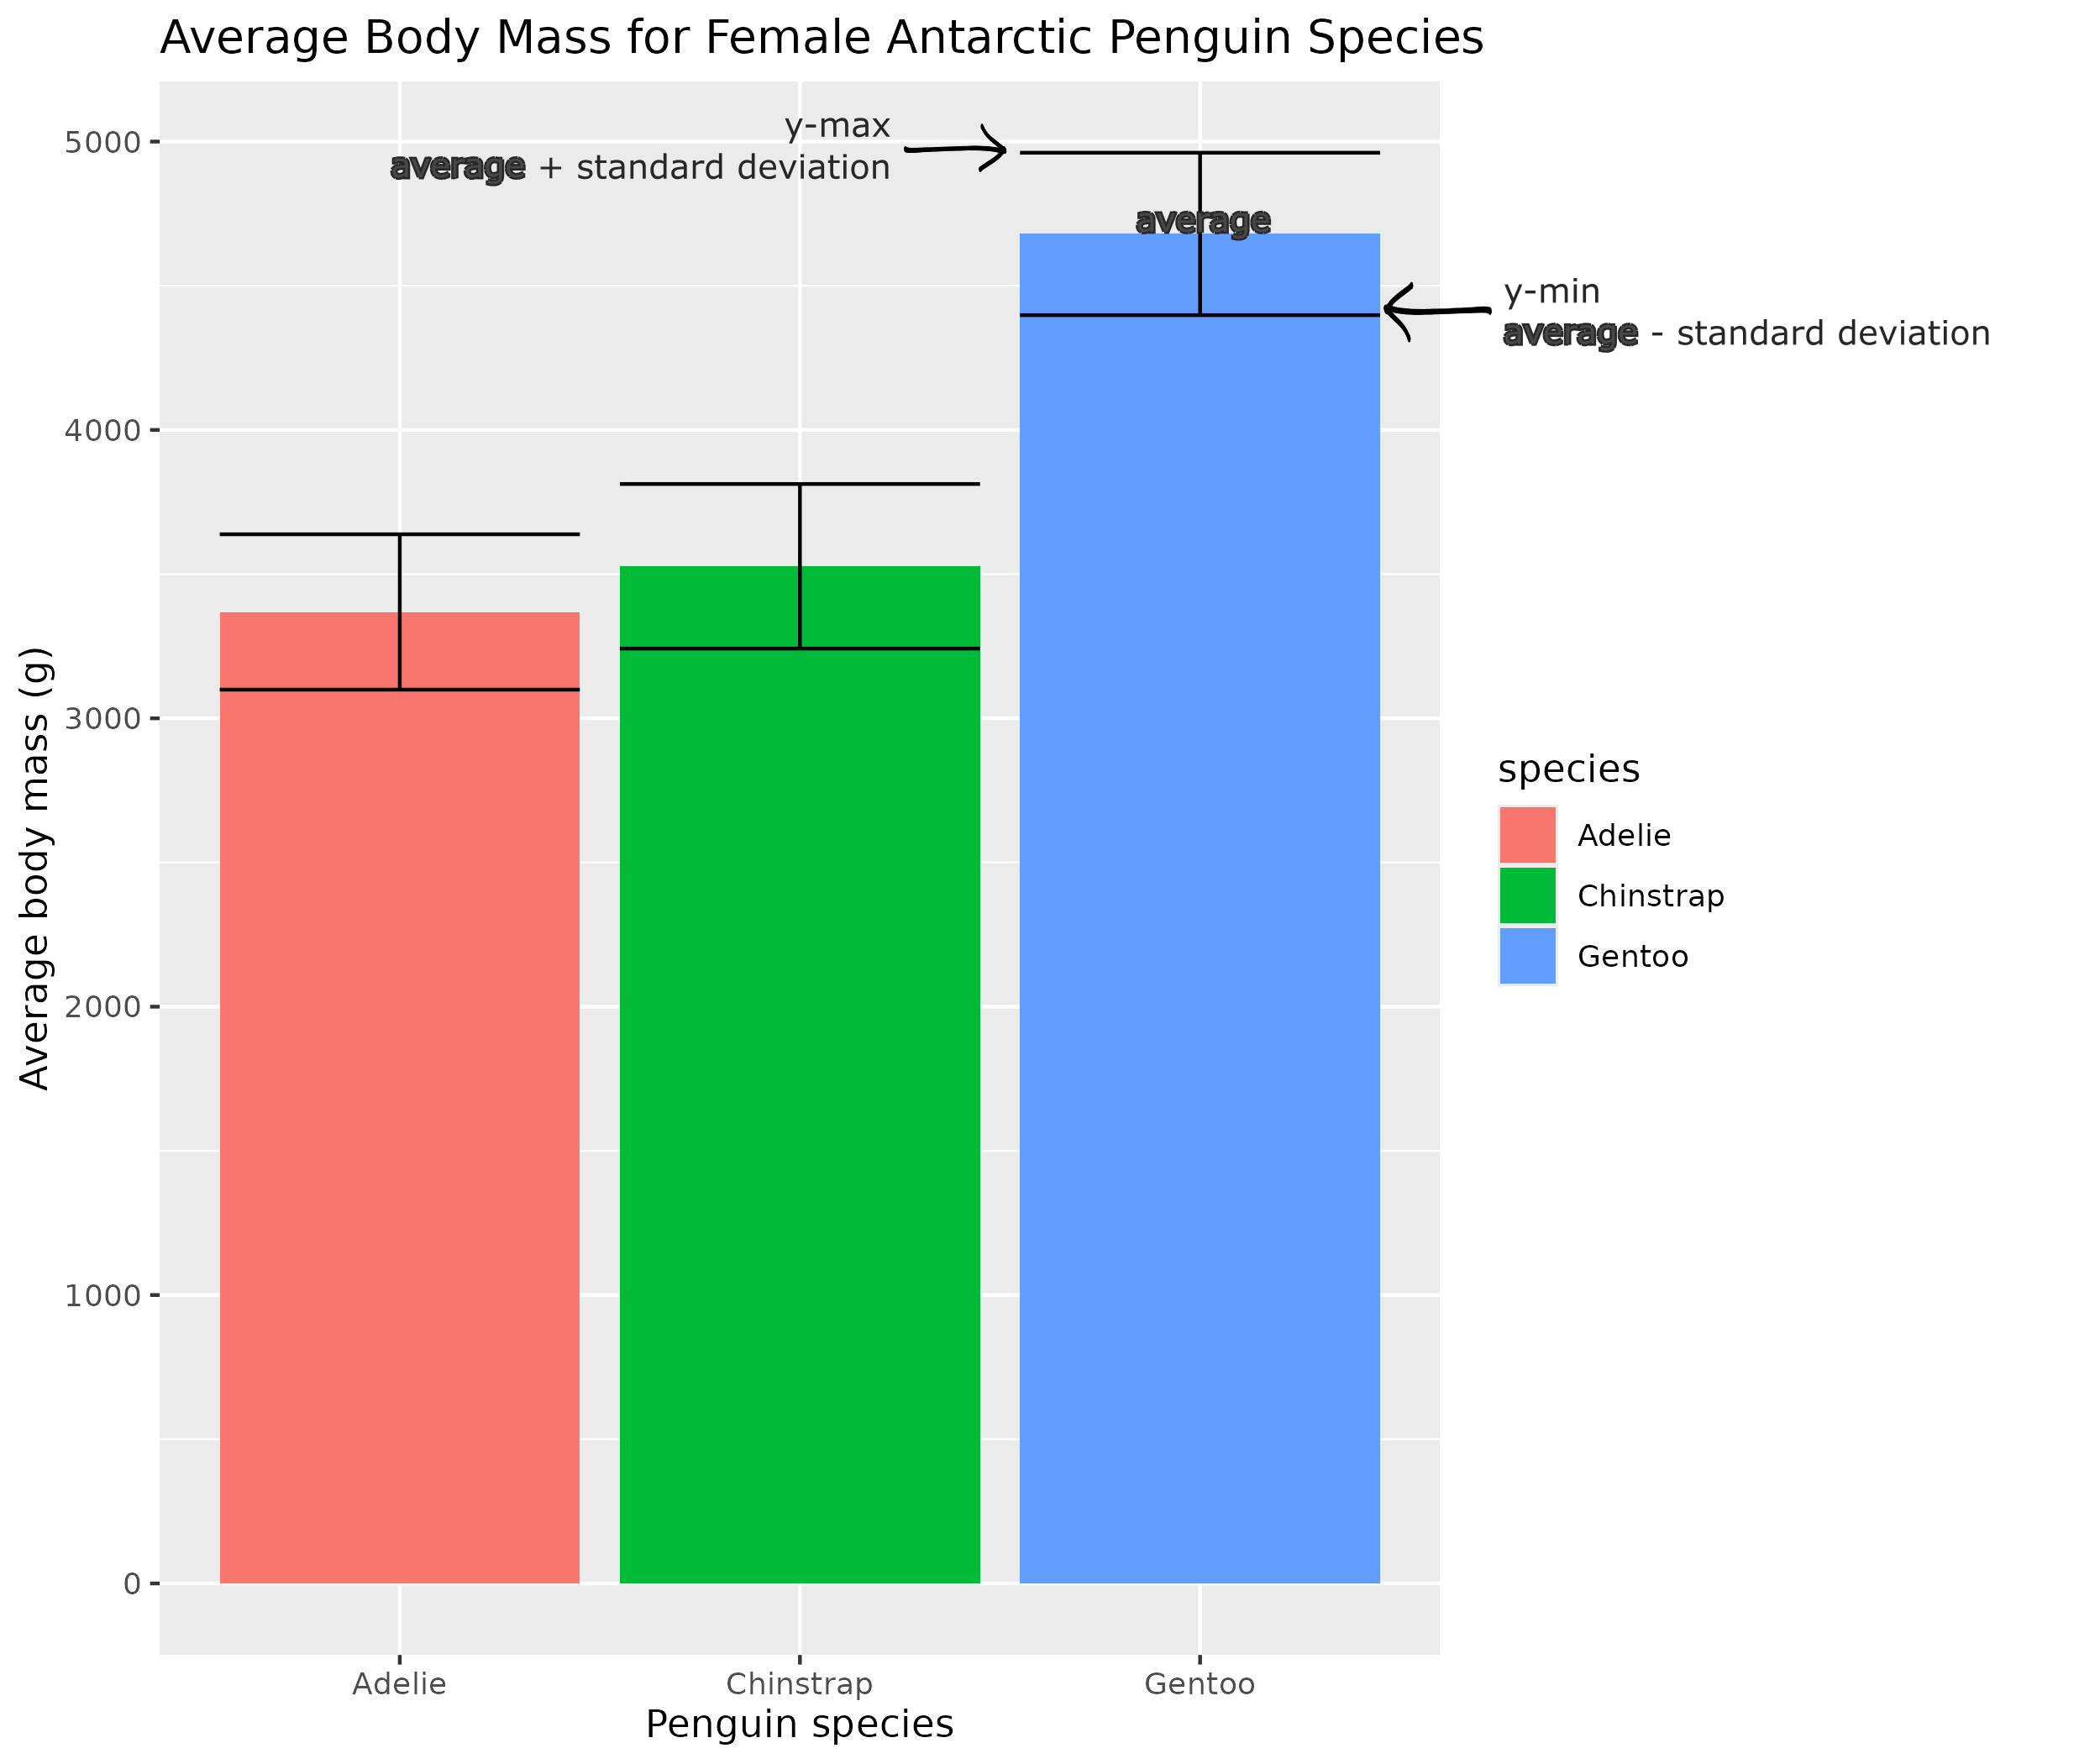 Average Body Mass for Female Antarctic Penguin Species
y-max
average + standard deviation
average
y-min
average - standard deviation
5000
4000
3000
2000
1000
0
Average body mass (g)
Adelie
Chinstrap
Gentoo
Penguin species
species
Adelie
Chinstrap
Gentoo